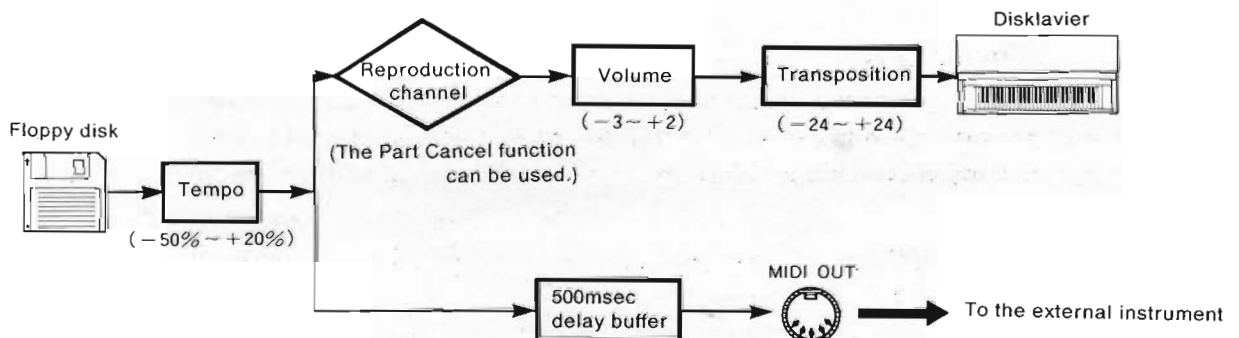 Disklavier
Reproduction
channel
Volume
Transposition
(−3~+2)
(−24~+24)
Floppy disk
(The Part Cancel function
can be used.)
Tempo
(−50%~+20%)
MIDI OUT
500msec
delay buffer
To the external instrument